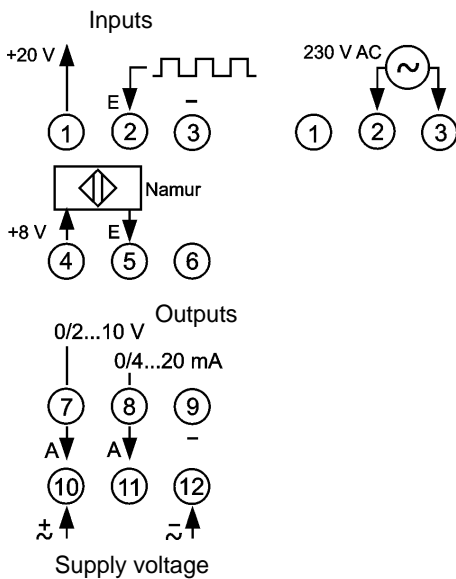 Inputs
+20 V
230 V AC
~
E
–
1 2 3
1 2 3
Namur
+8 V
E
4 5 6
Outputs
0/2...10 V
0/4...20 mA
7 8 9
A A –
10 11 12
+ –
~ ~
Supply voltage